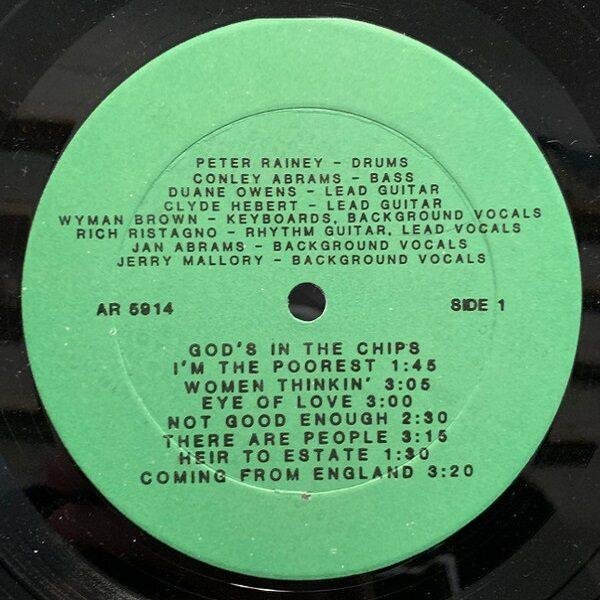 PETER RAINEY - DRUMS
CONLEY ABRAMS - BASS
DUANE OWENS - LEAD GUITAR
CLYDE HEBERT - LEAD GUITAR
WYMAN BROWN - KEYBOARDS, BACKGROUND VOCALS
RICH RISTAGNO - RHYTHM GUITAR, LEAD VOCALS
JAN ABRAMS - BACKGROUND VOCALS
JERRY MALLORY - BACKGROUND VOCALS
AR 5914 SIDE 1
GOD'S IN THE CHIPS
I'M THE POOREST 1:45
WOMEN THINKIN' 3:05
EYE OF LOVE 3:00
NOT GOOD ENOUGH 2:30
THERE ARE PEOPLE 3:15
HEIR TO ESTATE 1:30
COMING FROM ENGLAND 3:20